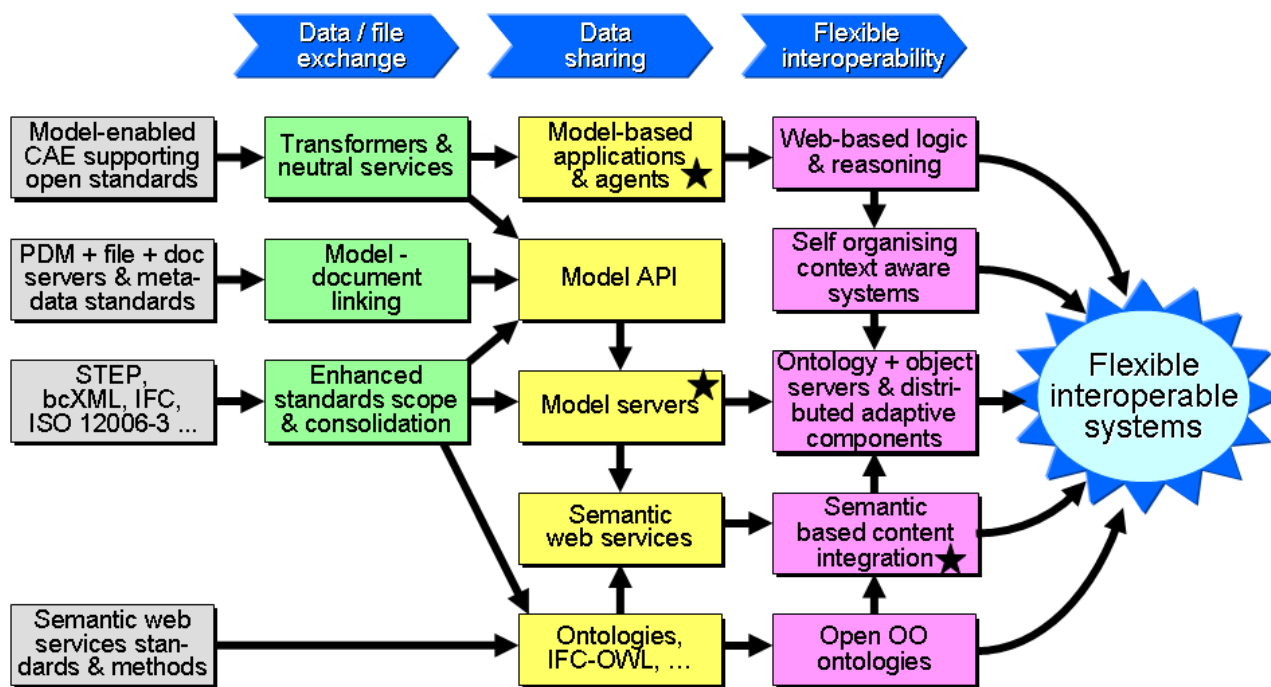 Data / file
exchange
Data
sharing
Flexible
interoperability
Model-enabled
CAE supporting
open standards
Transformers &
neutral services
Model-based
applications
& agents
Web-based logic
& reasoning
PDM + file + doc
servers & meta-
data standards
Model -
document
linking
Model API
Self organising
context aware
systems
STEP,
bcXML, IFC,
ISO 12006-3 ...
Enhanced
standards scope
& consolidation
Model servers
Ontology + object
servers & distri-
buted adaptive
components
Flexible
interoperable
systems
Semantic
web services
Semantic
based content
integration
Semantic web
services stan-
dards & methods
Ontologies,
IFC-OWL, ...
Open OO
ontologies